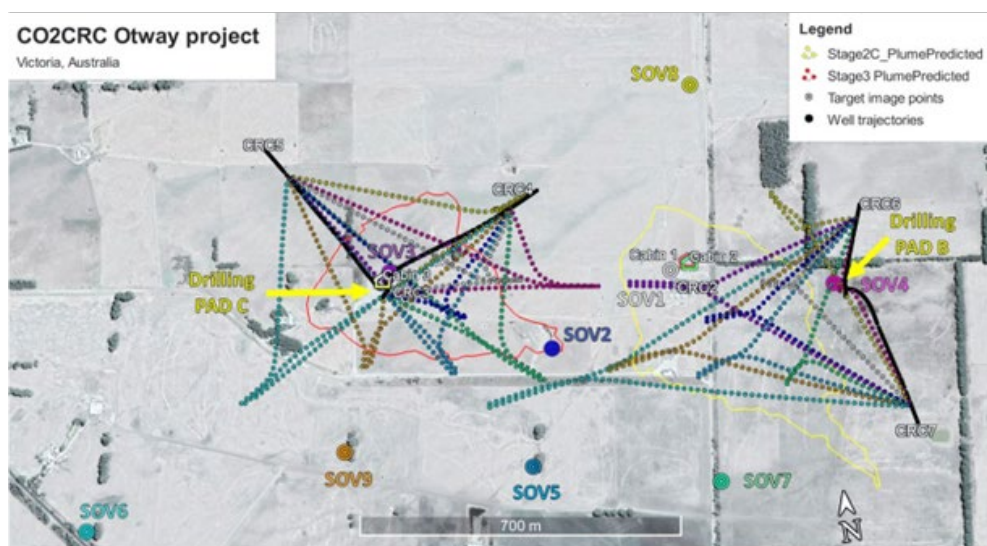 CO2CRC Otway project
Victoria, Australia
Legend
Stage2C_PlumePredicted
Stage3 PlumePredicted
Target image points
Well trajectories
SOV8
CRC5
CRC4
CRC6
Drilling
PAD B
SOV3
Cabin 1
Cabin 2
Drilling
PAD C
CRC2
SOV4
SOV1
SOV2
CRC7
SOV9
SOV5
SOV7
SOV6
700 m
N